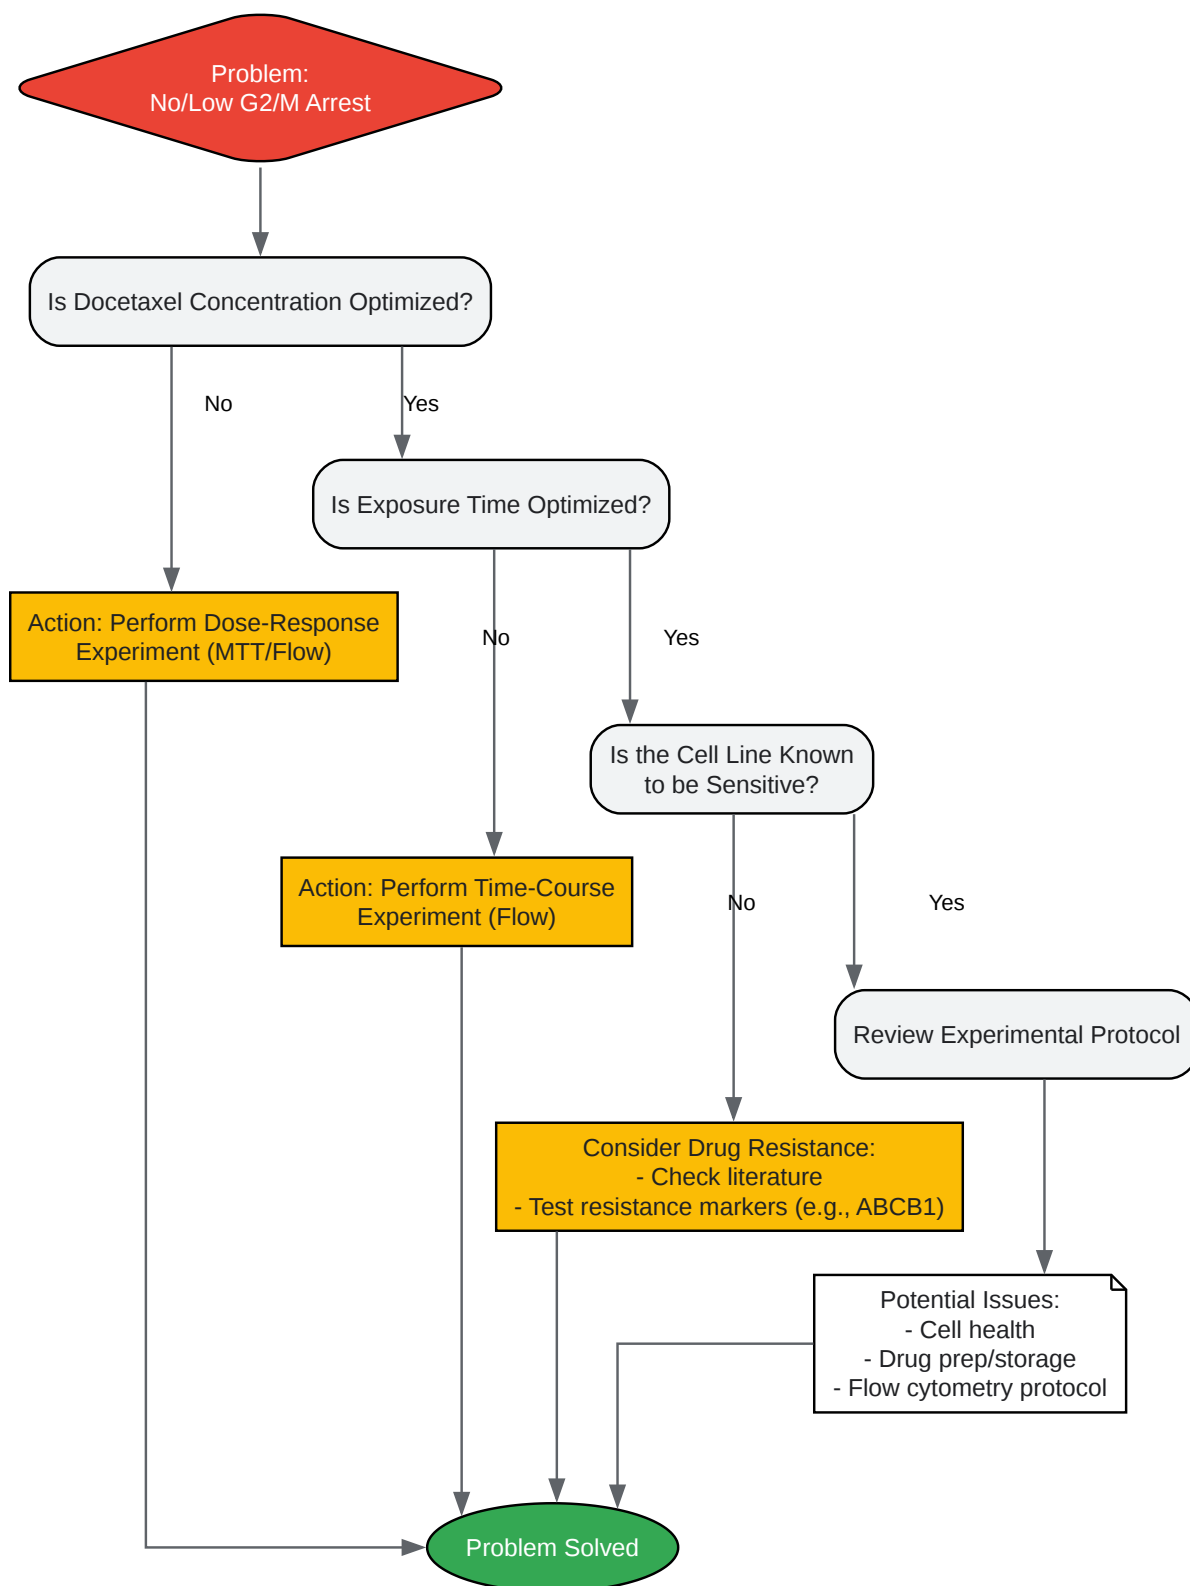 Problem:
No/Low G2/M Arrest
Is Docetaxel Concentration Optimized?
No
Yes
Is Exposure Time Optimized?
Action: Perform Dose-Response
Experiment (MTT/Flow)
No
Yes
Is the Cell Line Known
to be Sensitive?
Action: Perform Time-Course
Experiment (Flow)
No
Yes
Review Experimental Protocol
Consider Drug Resistance:
- Check literature
- Test resistance markers (e.g., ABCB1)
Potential Issues:
- Cell health
- Drug prep/storage
- Flow cytometry protocol
Problem Solved